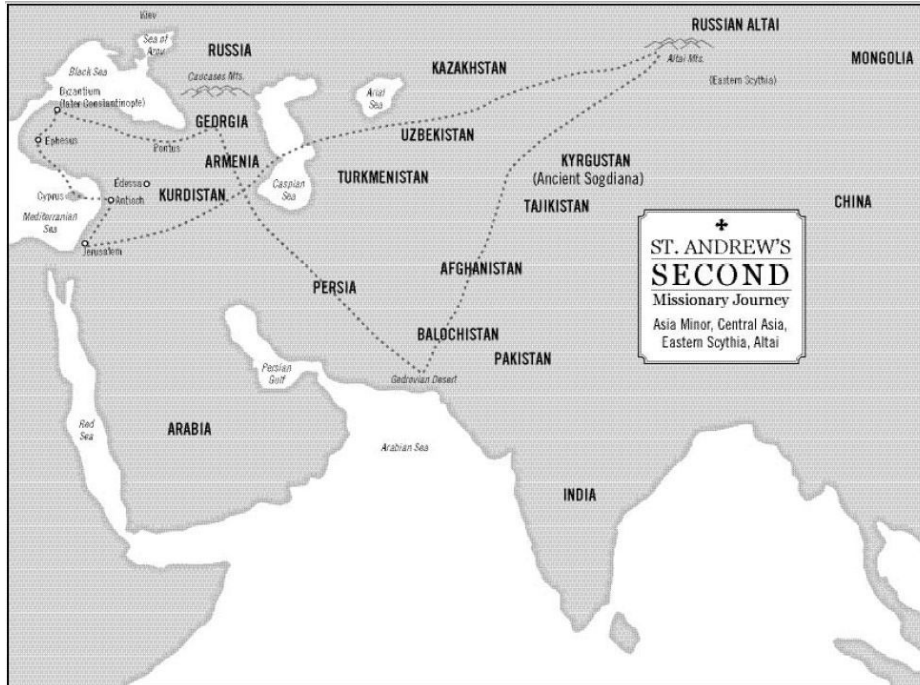 Kiev
Sea of
Azov
RUSSIA
RUSSIAN ALTAI
MONGOLIA
Black Sea
Caucases Mts.
KAZAKHSTAN
Altai Mts.
(Eastern Scythia)
Byzantium
(later Constantinople)
Aral
Sea
GEORGIA
UZBEKISTAN
Ephesus
Pontus
ARMENIA
KYRGUSTAN
(Ancient Sogdiana)
TURKMENISTAN
Edessa
KURDISTAN
Caspian
Sea
Cyprus
Antioch
TAJIKISTAN
CHINA
Mediterranean
Sea
Jerusalem
ST. ANDREW'S
SECOND
Missionary Journey
Asia Minor, Central Asia,
Eastern Scythia, Altai
AFGHANISTAN
PERSIA
BALOCHISTAN
PAKISTAN
Persian
Gulf
Gedrovian Desert
Red
Sea
ARABIA
Arabian Sea
INDIA